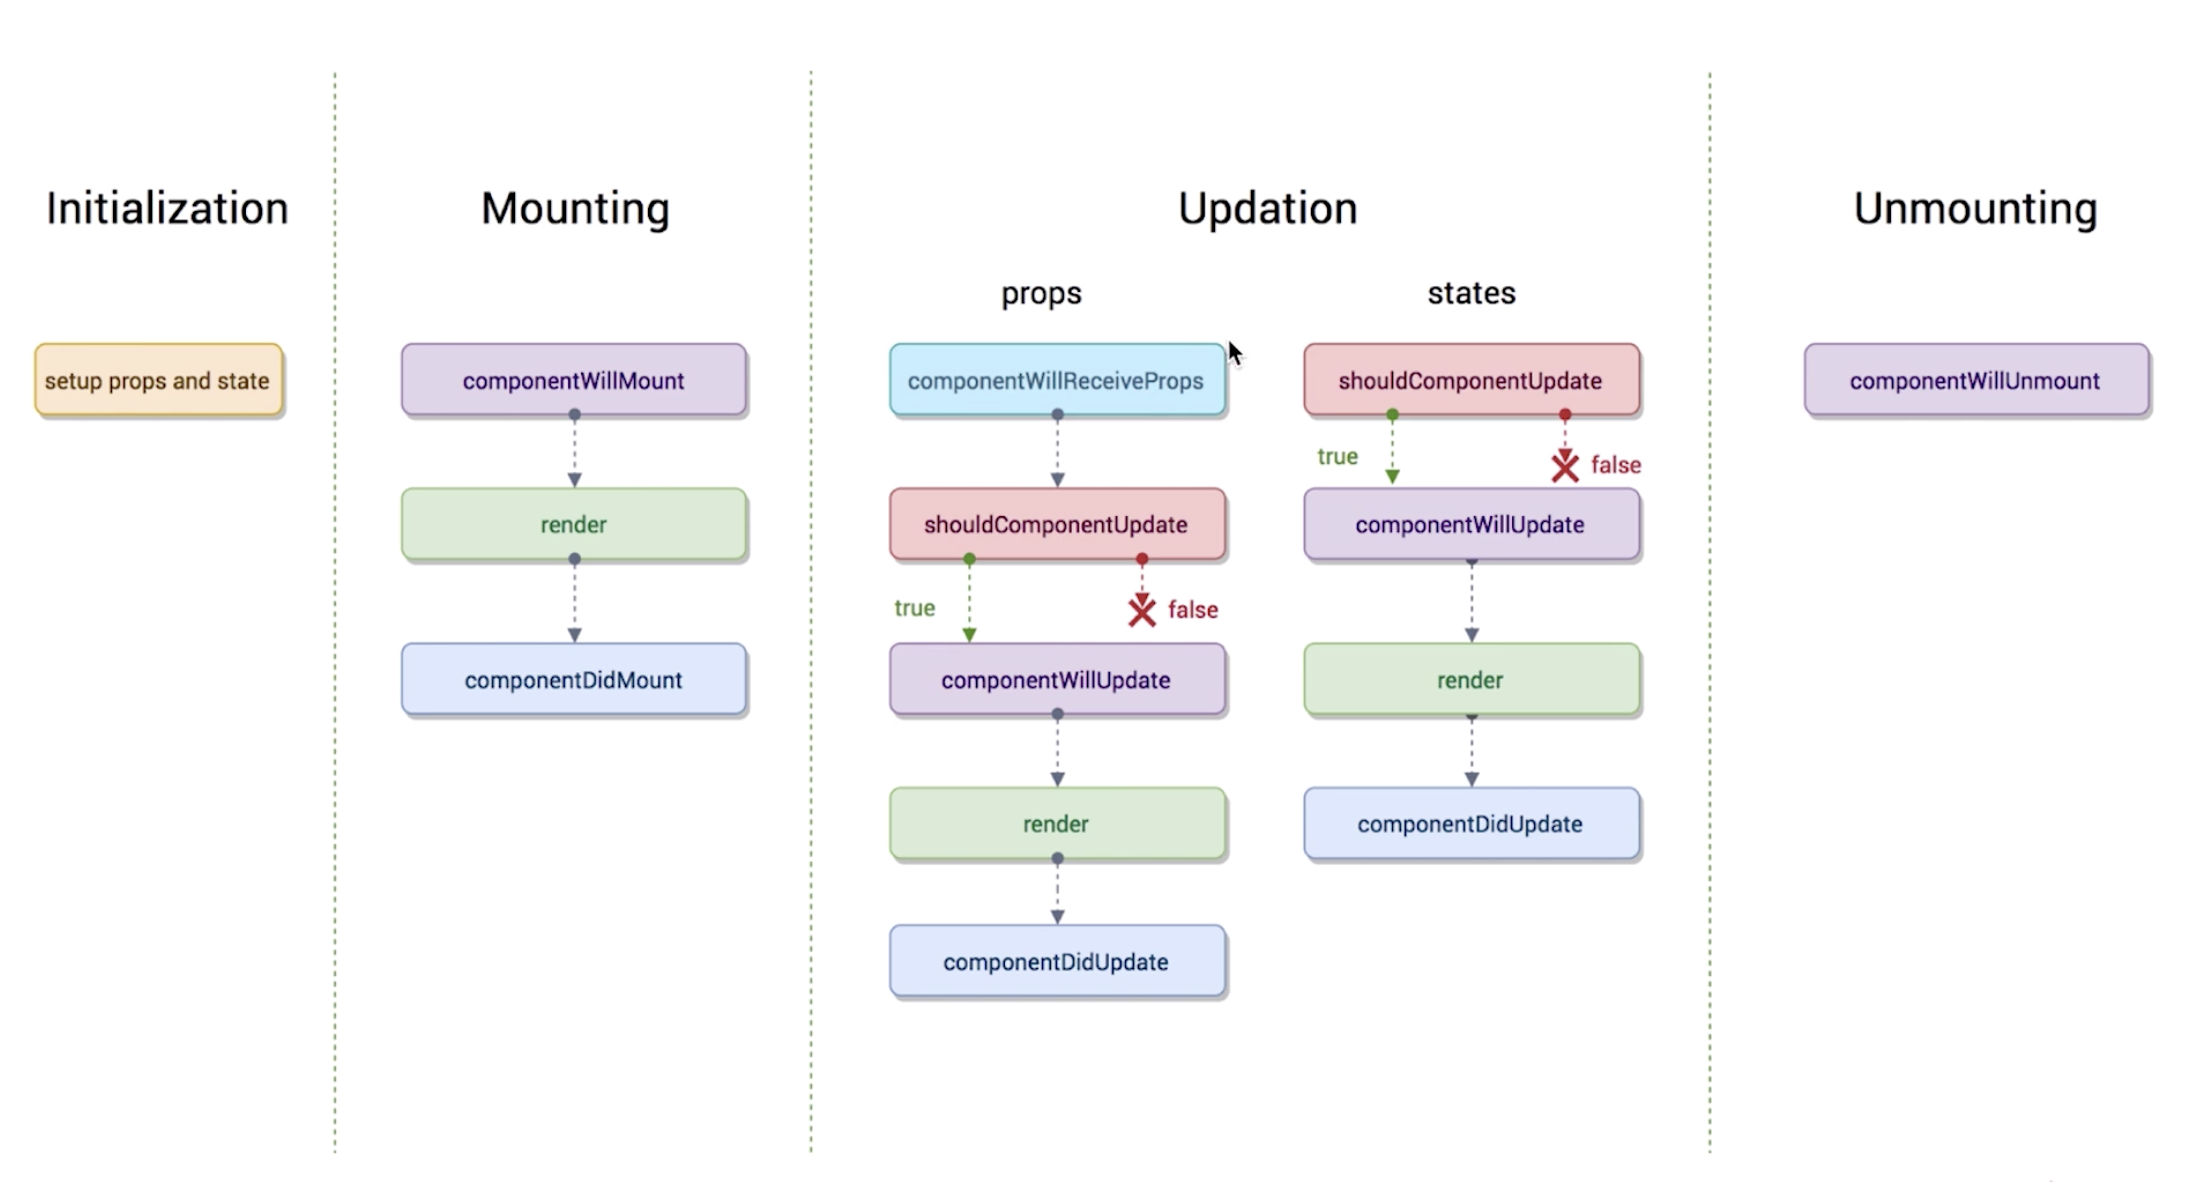 Initialization
setup props and state
Mounting
componentWillMount
render
componentDidMount
Updation
props
componentWillReceiveProps
shouldComponentUpdate
true
false
componentWillUpdate
render
componentDidUpdate
states
shouldComponentUpdate
true
false
componentWillUpdate
render
componentDidUpdate
Unmounting
componentWillUnmount